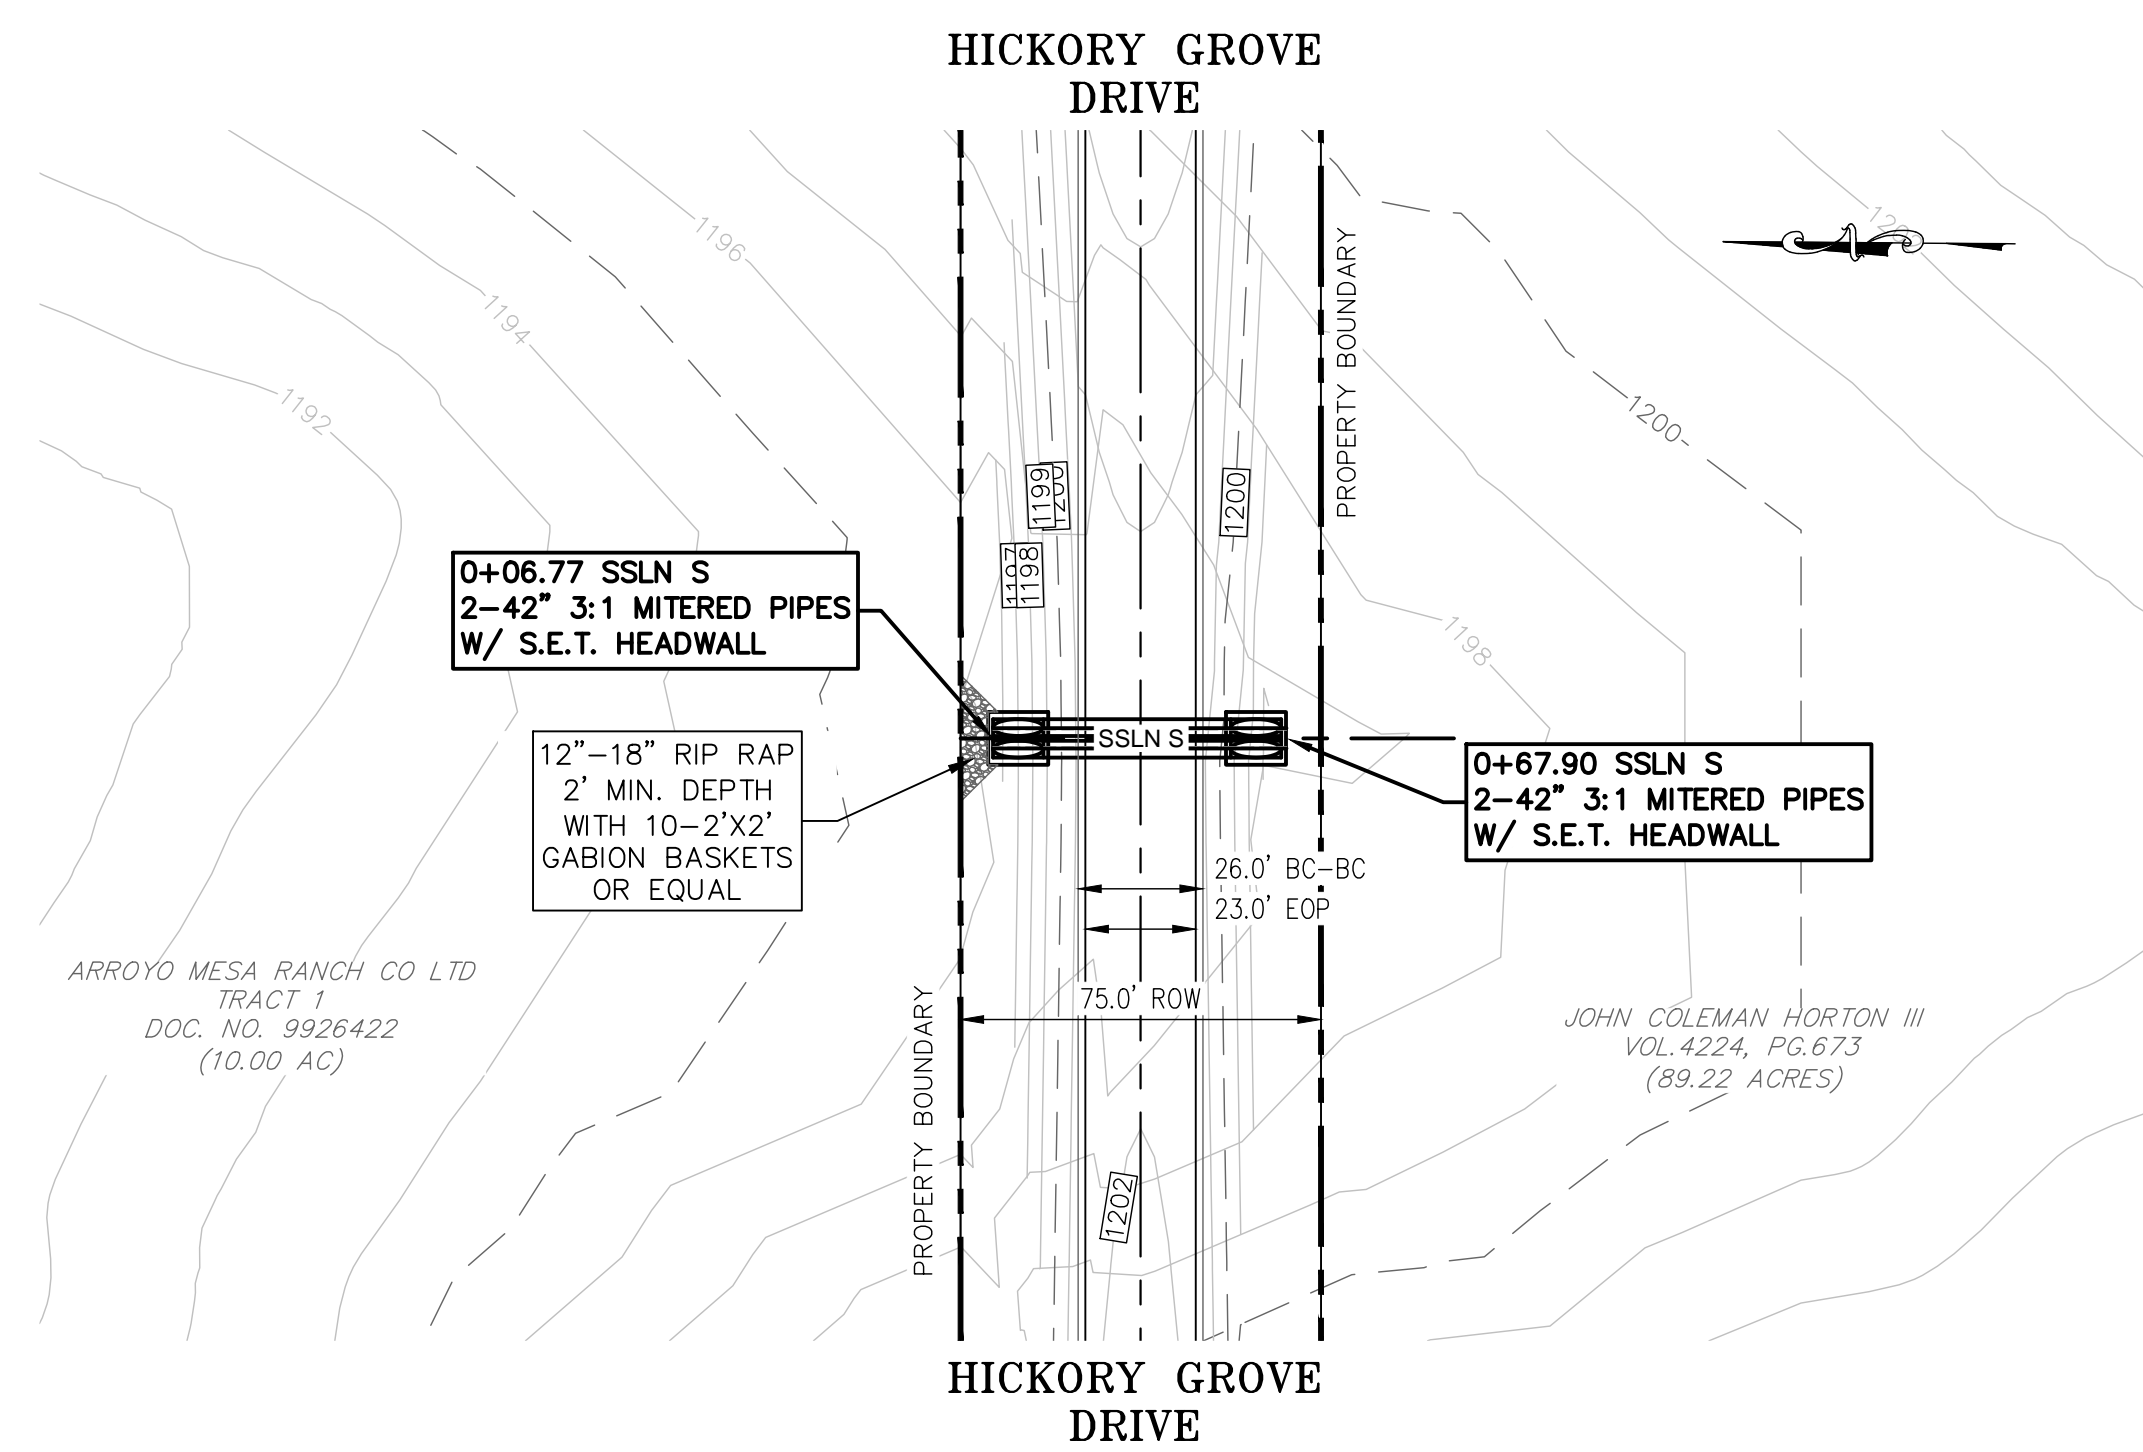 HICKORY GROVE
DRIVE
1196
1194
1192
PROPERTY BOUNDARY
N
1200-
1199
1200
1200
1197
1198
0+06.77 SSLN S
2-42" 3:1 MITERED PIPES
W/ S.E.T. HEADWALL
1198
SSLN S
12"-18" RIP RAP
2' MIN. DEPTH
WITH 10-2'X2'
GABION BASKETS
OR EQUAL
0+67.90 SSLN S
2-42" 3:1 MITERED PIPES
W/ S.E.T. HEADWALL
26.0' BC-BC
23.0' EOP
75.0' ROW
ARROYO MESA RANCH CO LTD
TRACT 1
DOC. NO. 9926422
(10.00 AC)
PROPERTY BOUNDARY
JOHN COLEMAN HORTON III
VOL.4224, PG.673
(89.22 ACRES)
1202
HICKORY GROVE
DRIVE